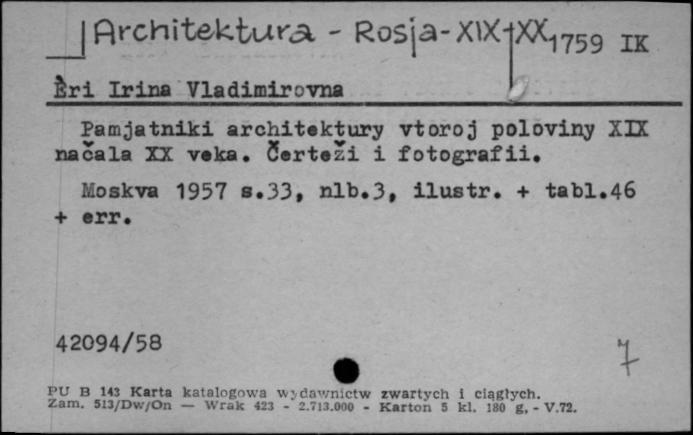 Architektura - Rosja - XIX-XX 1759 IK
Èri Irina Vladimirovna
Pamjatniki architektury vtoroj poloviny XIX
načala XX veka. Čerteži i fotografii.
Moskva 1957 s.33, nlb.3, ilustr. + tabl.46
+ err.
42094/58
7
PU B 143 Karta katalogowa wydawnictw zwartych i ciągłych.
Zam. 513/Dw/On — Wrak 423 - 2.713.000 - Karton 5 kl. 180 g, - V.72.